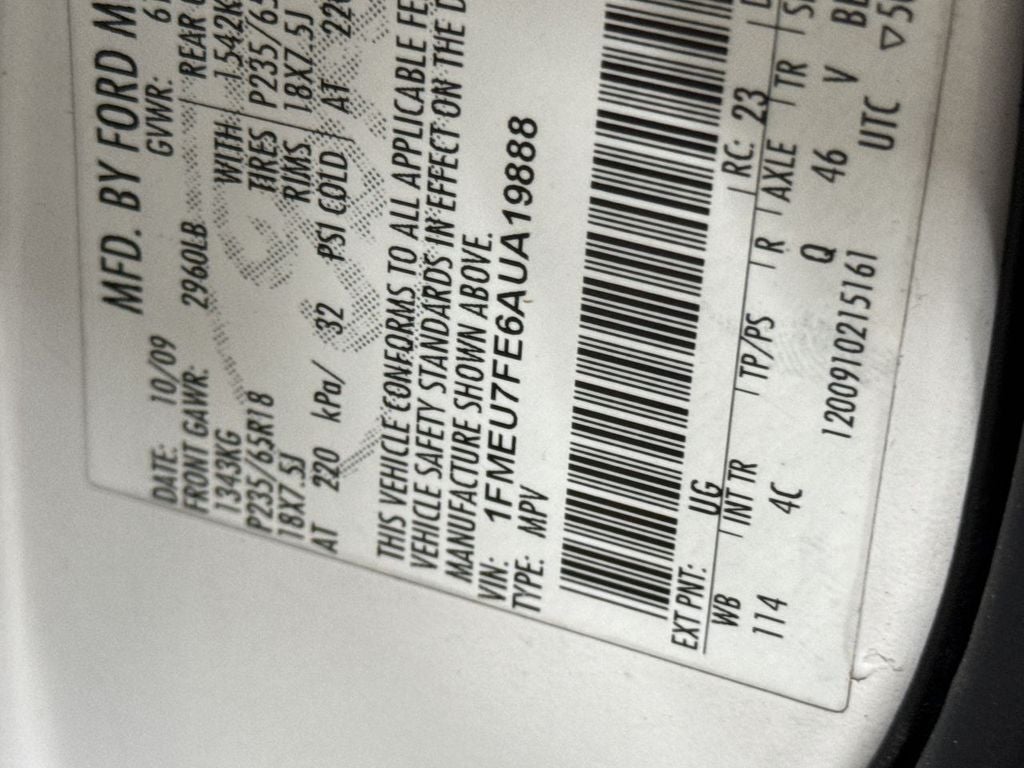 MFD. BY FORD M
DATE: 10/09 GVWR:
FRONT GAWR: 2960LB REAR
1343KG WITH 1542K
P235/65R18 TIRES P235/65
18X7.5J RIMS 18X7.5J
AT 220 kPa/ 32 PSI COLD AT 22
THIS VEHICLE CONFORMS TO ALL APPLICABLE FE
VEHICLE SAFETY STANDARDS IN EFFECT ON THE D
MANUFACTURE SHOWN ABOVE.
VIN: 1FMEU7FE6AUA19888
TYPE: MPV
EXT PNT: UG RC: 23
WB INT TR TP/PS R AXLE TR
114 4C Q 46 V
UTC
1200910215161